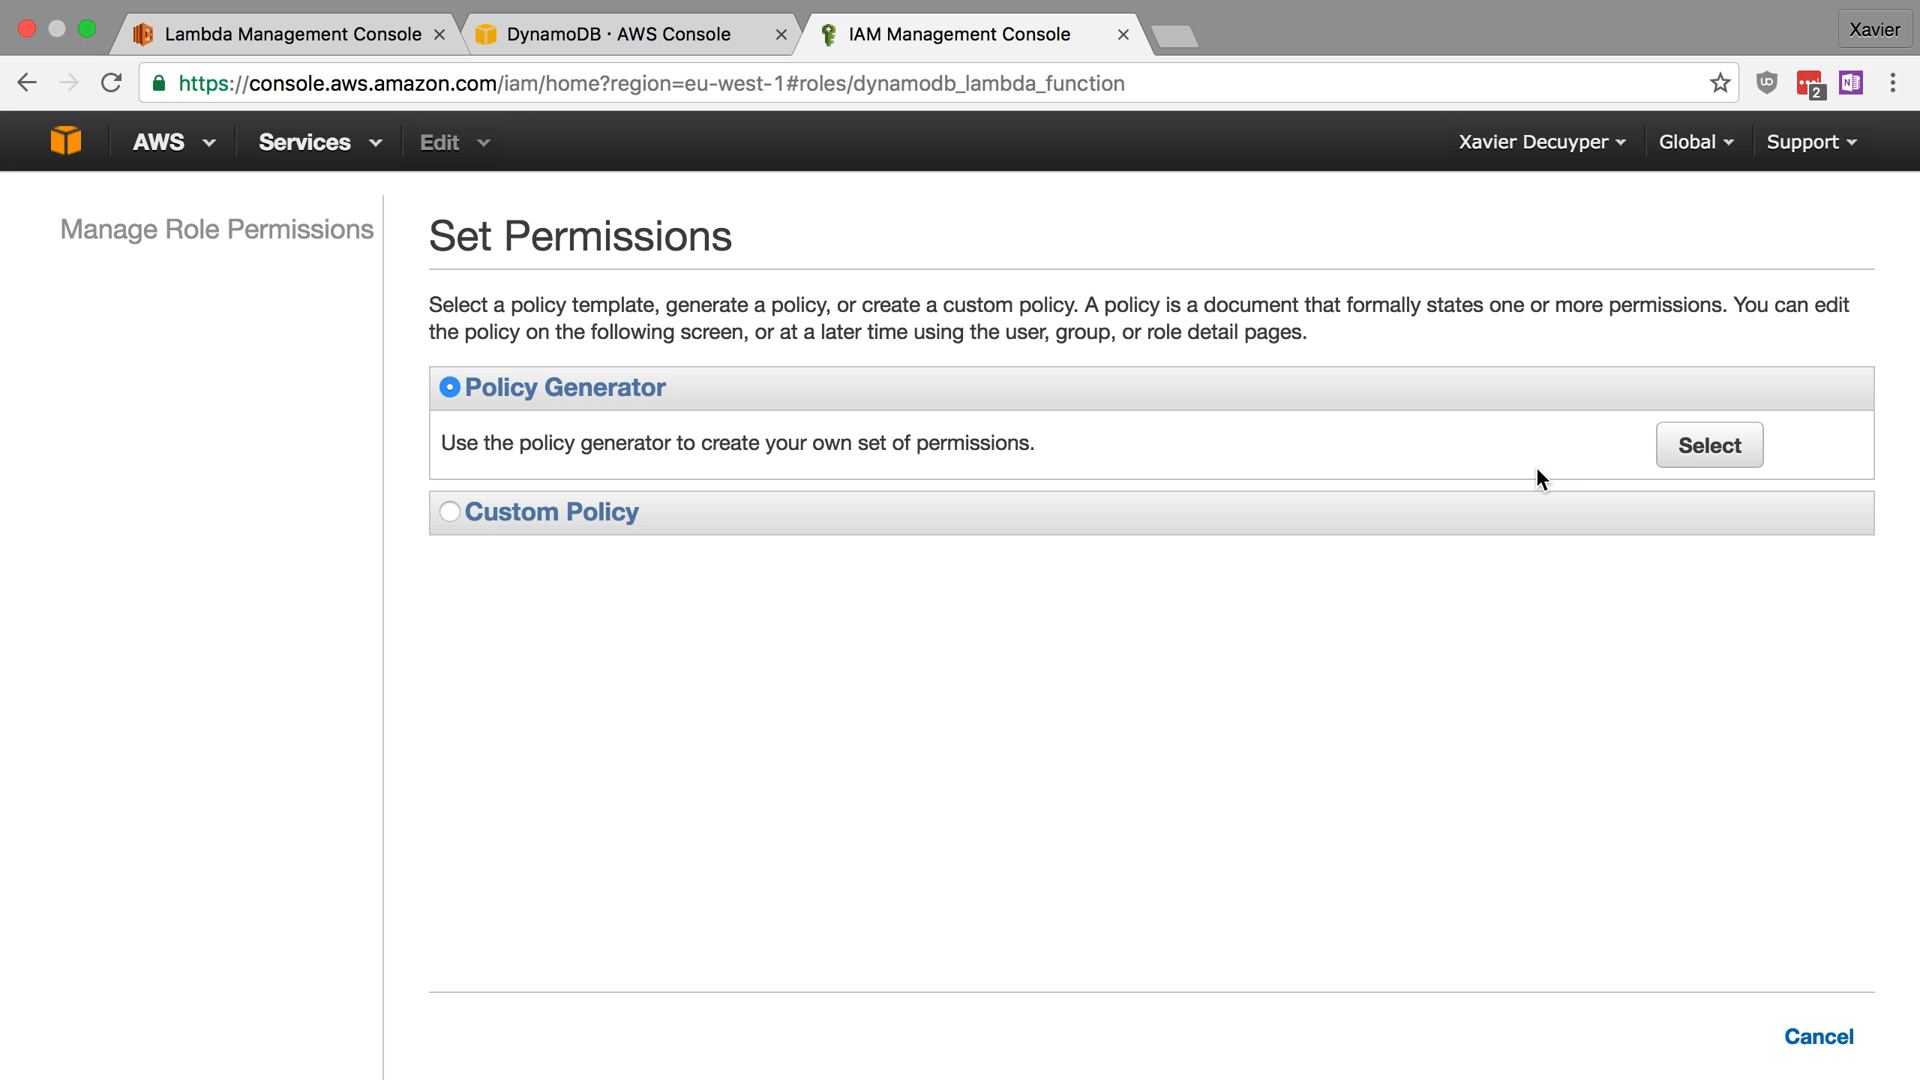 Lambda Management Console
DynamoDB · AWS Console
IAM Management Console
Xavier
https://console.aws.amazon.com/iam/home?region=eu-west-1#roles/dynamodb_lambda_function
2
AWS
Services
Edit
Xavier Decuyper
Global
Support
Manage Role Permissions
Set Permissions
Select a policy template, generate a policy, or create a custom policy. A policy is a document that formally states one or more permissions. You can edit
the policy on the following screen, or at a later time using the user, group, or role detail pages.
Policy Generator
Use the policy generator to create your own set of permissions.
Select
Custom Policy
Cancel